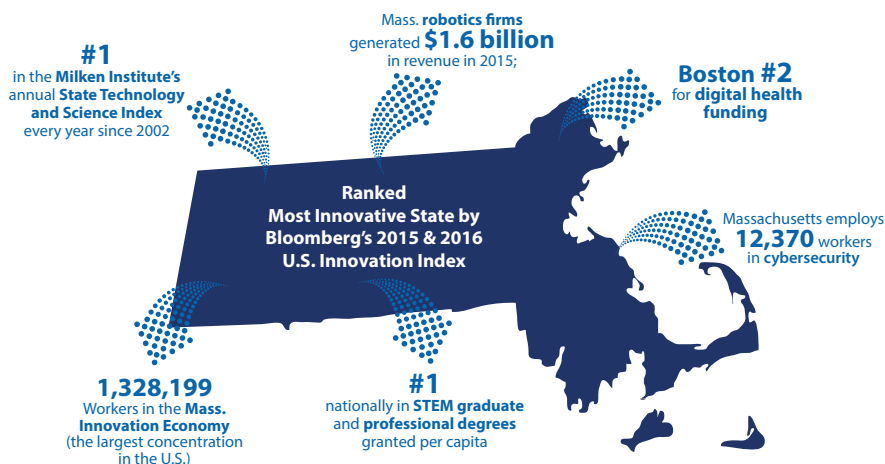 #1
in the Milken Institute's
annual State Technology
and Science Index
every year since 2002
Mass. robotics firms
generated $1.6 billion
in revenue in 2015;
Boston #2
for digital health
funding
Ranked
Most Innovative State by
Bloomberg's 2015 & 2016
U.S. Innovation Index
Massachusetts employs
12,370 workers
in cybersecurity
1,328,199
Workers in the Mass.
Innovation Economy
(the largest concentration
in the U.S.)
#1
nationally in STEM graduate
and professional degrees
granted per capita